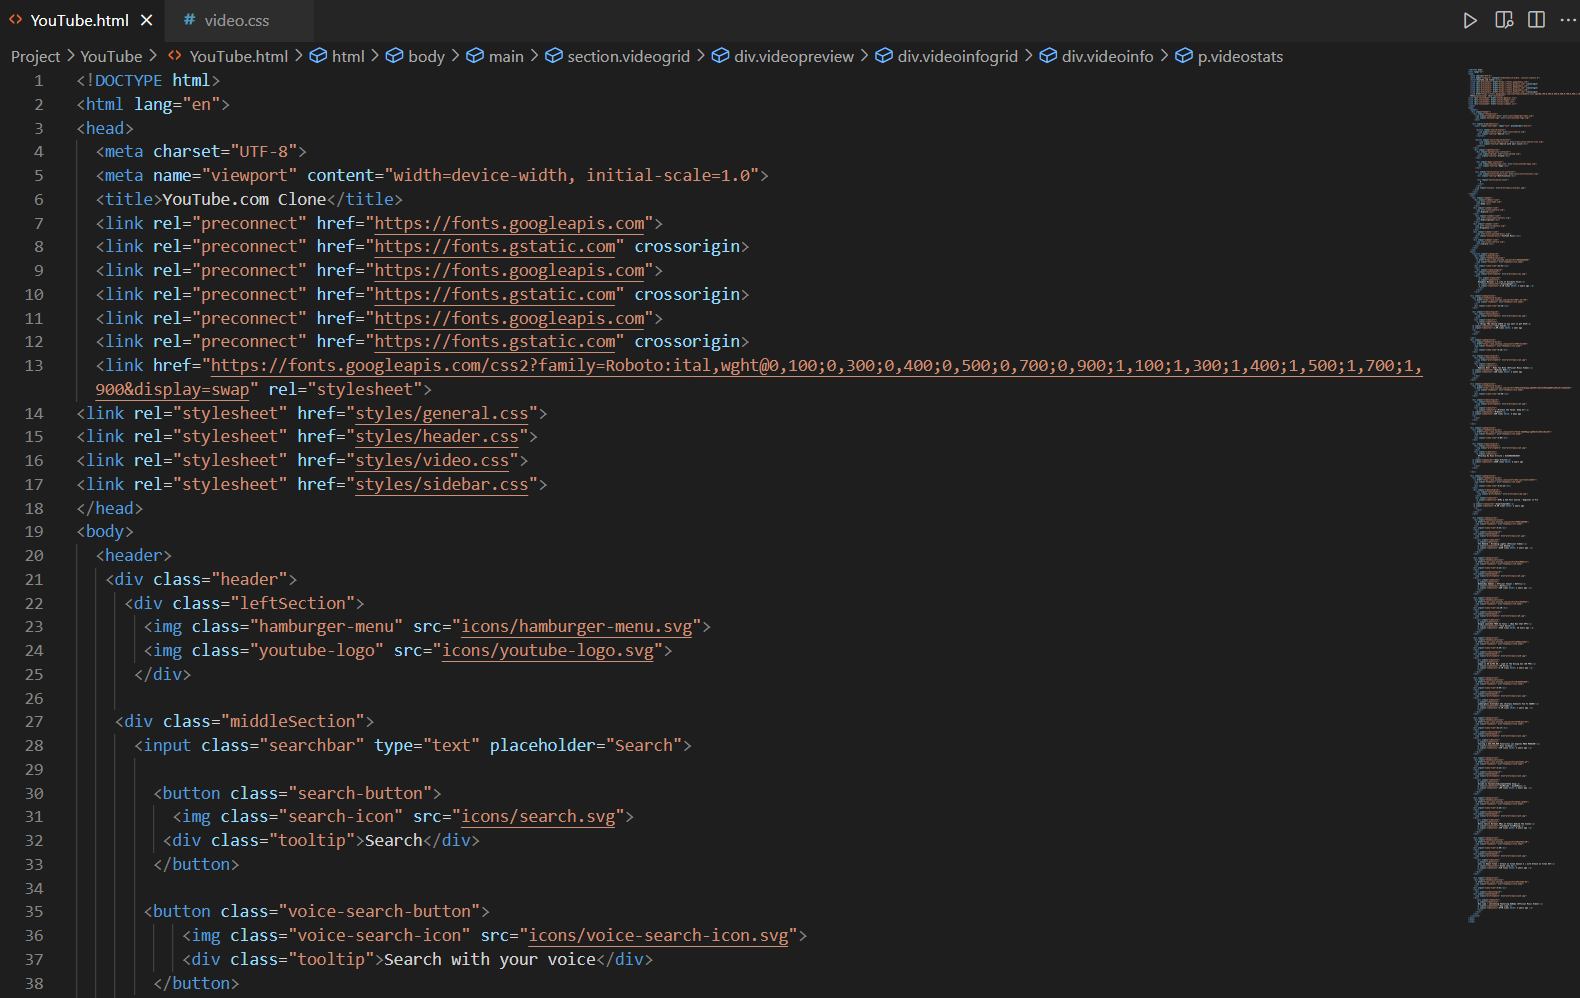 YouTube.html
video.css
Project > YouTube > YouTube.html > html > body > main > section.videogrid > div.videopreview > div.videoinfogrid > div.videoinfo > p.videostats
1 <!DOCTYPE html>
2 <html lang="en">
3 <head>
4 <meta charset="UTF-8">
5 <meta name="viewport" content="width=device-width, initial-scale=1.0">
6 <title>YouTube.com Clone</title>
7 <link rel="preconnect" href="https://fonts.googleapis.com">
8 <link rel="preconnect" href="https://fonts.gstatic.com" crossorigin>
9 <link rel="preconnect" href="https://fonts.googleapis.com">
10 <link rel="preconnect" href="https://fonts.gstatic.com" crossorigin>
11 <link rel="preconnect" href="https://fonts.googleapis.com">
12 <link rel="preconnect" href="https://fonts.gstatic.com" crossorigin>
13 <link href="https://fonts.googleapis.com/css2?family=Roboto:ital,wght@0,100;0,300;0,400;0,500;0,700;0,900;1,100;1,300;1,400;1,500;1,700;1,
900&display=swap" rel="stylesheet">
14 <link rel="stylesheet" href="styles/general.css">
15 <link rel="stylesheet" href="styles/header.css">
16 <link rel="stylesheet" href="styles/video.css">
17 <link rel="stylesheet" href="styles/sidebar.css">
18 </head>
19 <body>
20 <header>
21 <div class="header">
22 <div class="leftSection">
23 <img class="hamburger-menu" src="icons/hamburger-menu.svg">
24 <img class="youtube-logo" src="icons/youtube-logo.svg">
25 </div>
26
27 <div class="middleSection">
28 <input class="searchbar" type="text" placeholder="Search">
29
30 <button class="search-button">
31 <img class="search-icon" src="icons/search.svg">
32 <div class="tooltip">Search</div>
33 </button>
34
35 <button class="voice-search-button">
36 <img class="voice-search-icon" src="icons/voice-search-icon.svg">
37 <div class="tooltip">Search with your voice</div>
38 </button>